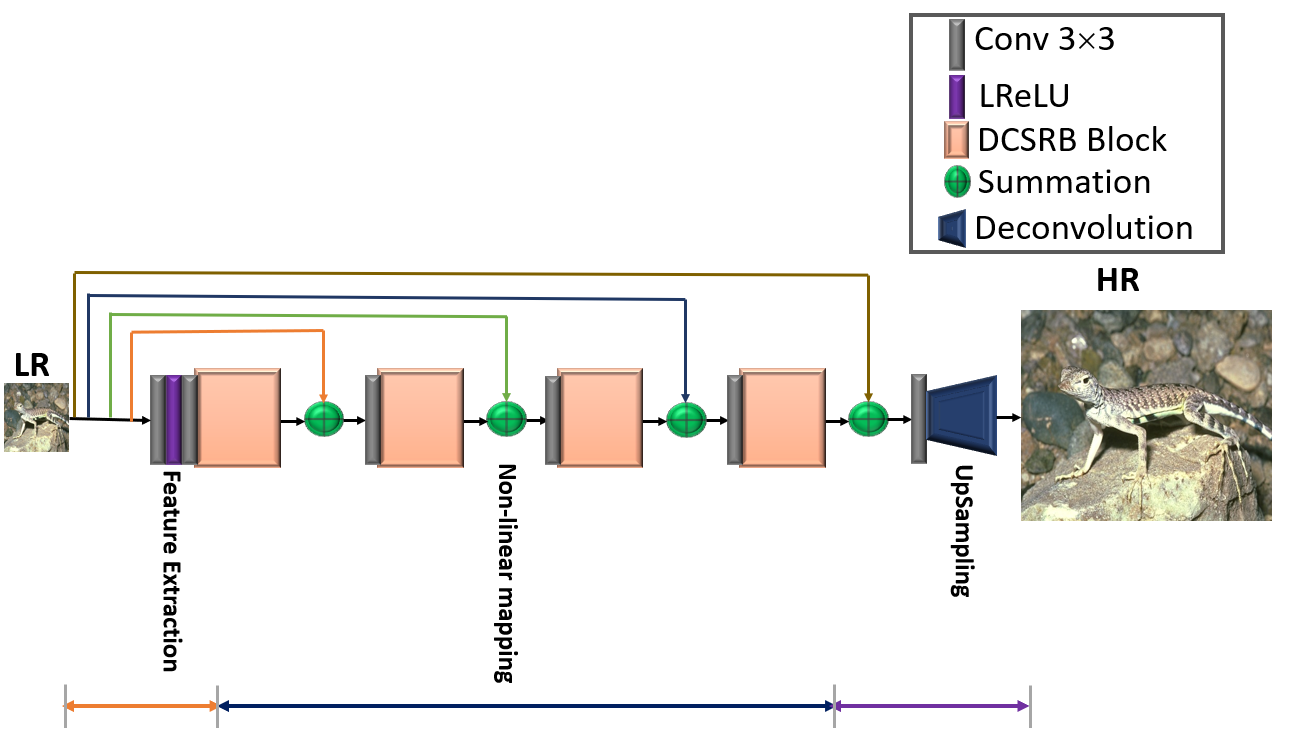 Conv 3×3
LReLU
DCSRB Block
Summation
Deconvolution
HR
LR
Feature Extraction
Non-linear mapping
UpSampling